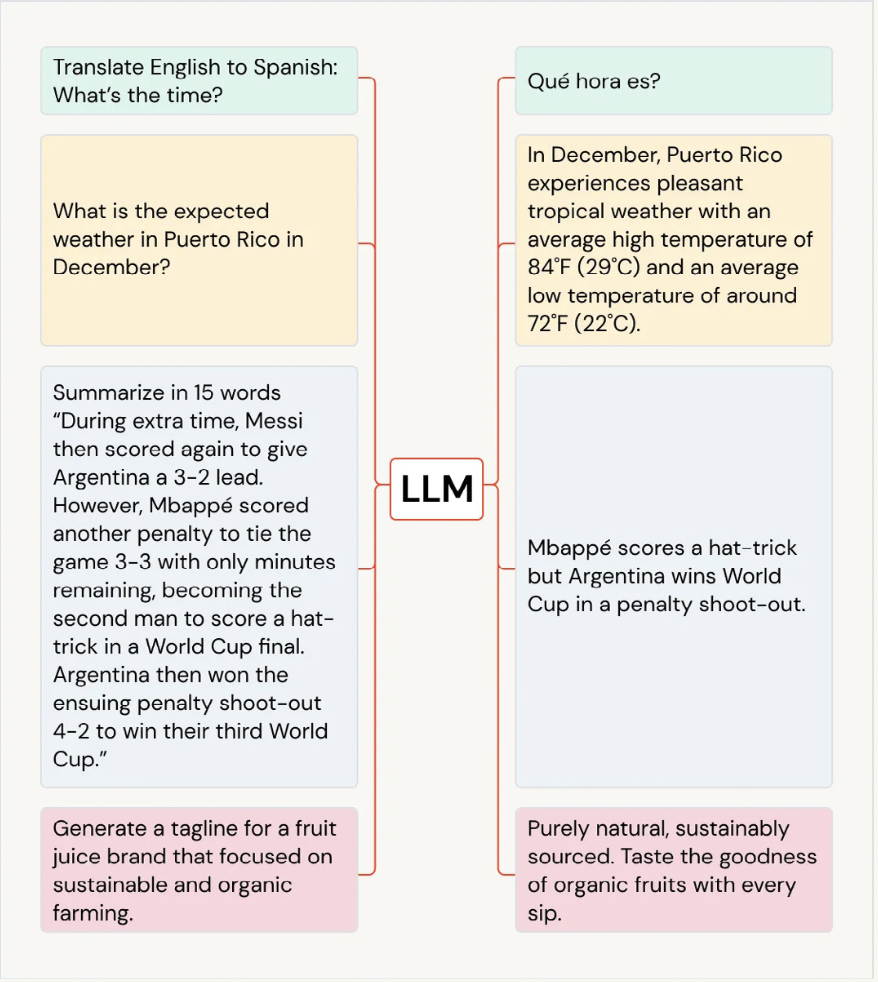 Translate English to Spanish:
What's the time?
Qué hora es?
What is the expected
weather in Puerto Rico in
December?
In December, Puerto Rico
experiences pleasant
tropical weather with an
average high temperature of
84°F (29°C) and an average
low temperature of around
72°F (22°C).
Summarize in 15 words
“During extra time, Messi
then scored again to give
Argentina a 3-2 lead.
However, Mbappé scored
another penalty to tie the
game 3-3 with only minutes
remaining, becoming the
second man to score a hat-
trick in a World Cup final.
Argentina then won the
ensuing penalty shoot-out
4-2 to win their third World
Cup.”
LLM
Mbappé scores a hat-trick
but Argentina wins World
Cup in a penalty shoot-out.
Generate a tagline for a fruit
juice brand that focused on
sustainable and organic
farming.
Purely natural, sustainably
sourced. Taste the goodness
of organic fruits with every
sip.